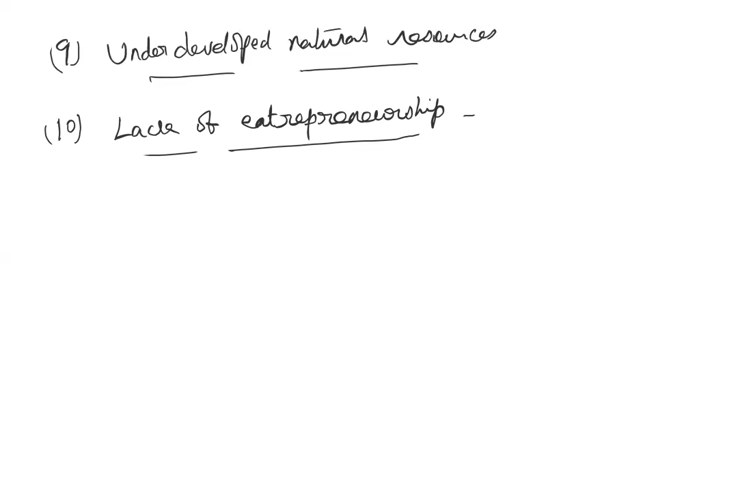 (9) Underdeveloped natural resources
(10) Lack of entrepreneurship -